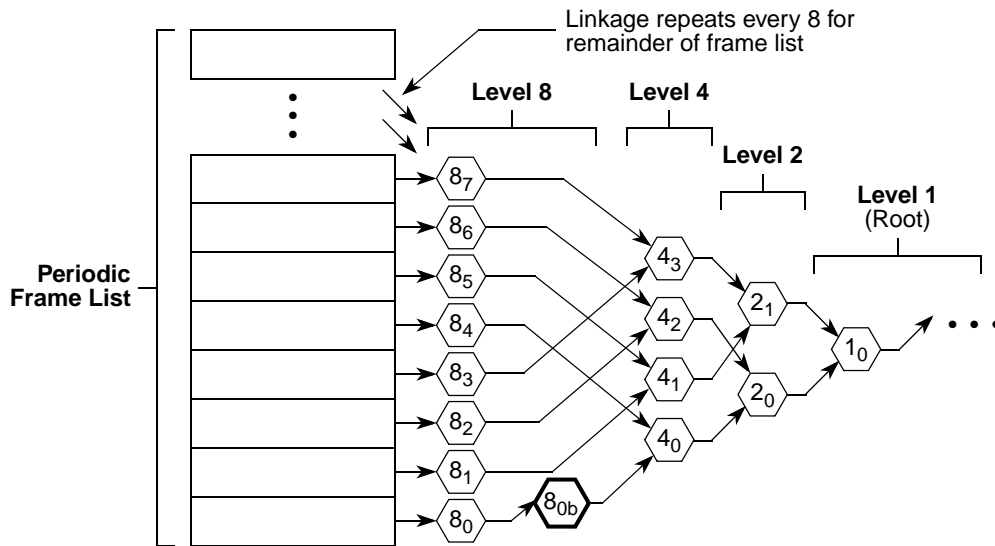 Linkage repeats every 8 for
remainder of frame list
Level 8
Level 4
Level 2
Level 1
(Root)
Periodic
Frame List
8₇
8₆
8₅
8₄
8₃
8₂
8₁
8₀
8₀b
4₃
4₂
4₁
4₀
2₁
2₀
1₀